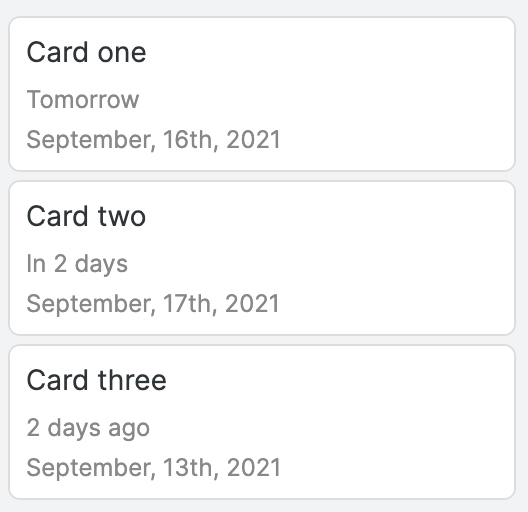 Card one
Tomorrow
September, 16th, 2021
Card two
In 2 days
September, 17th, 2021
Card three
2 days ago
September, 13th, 2021